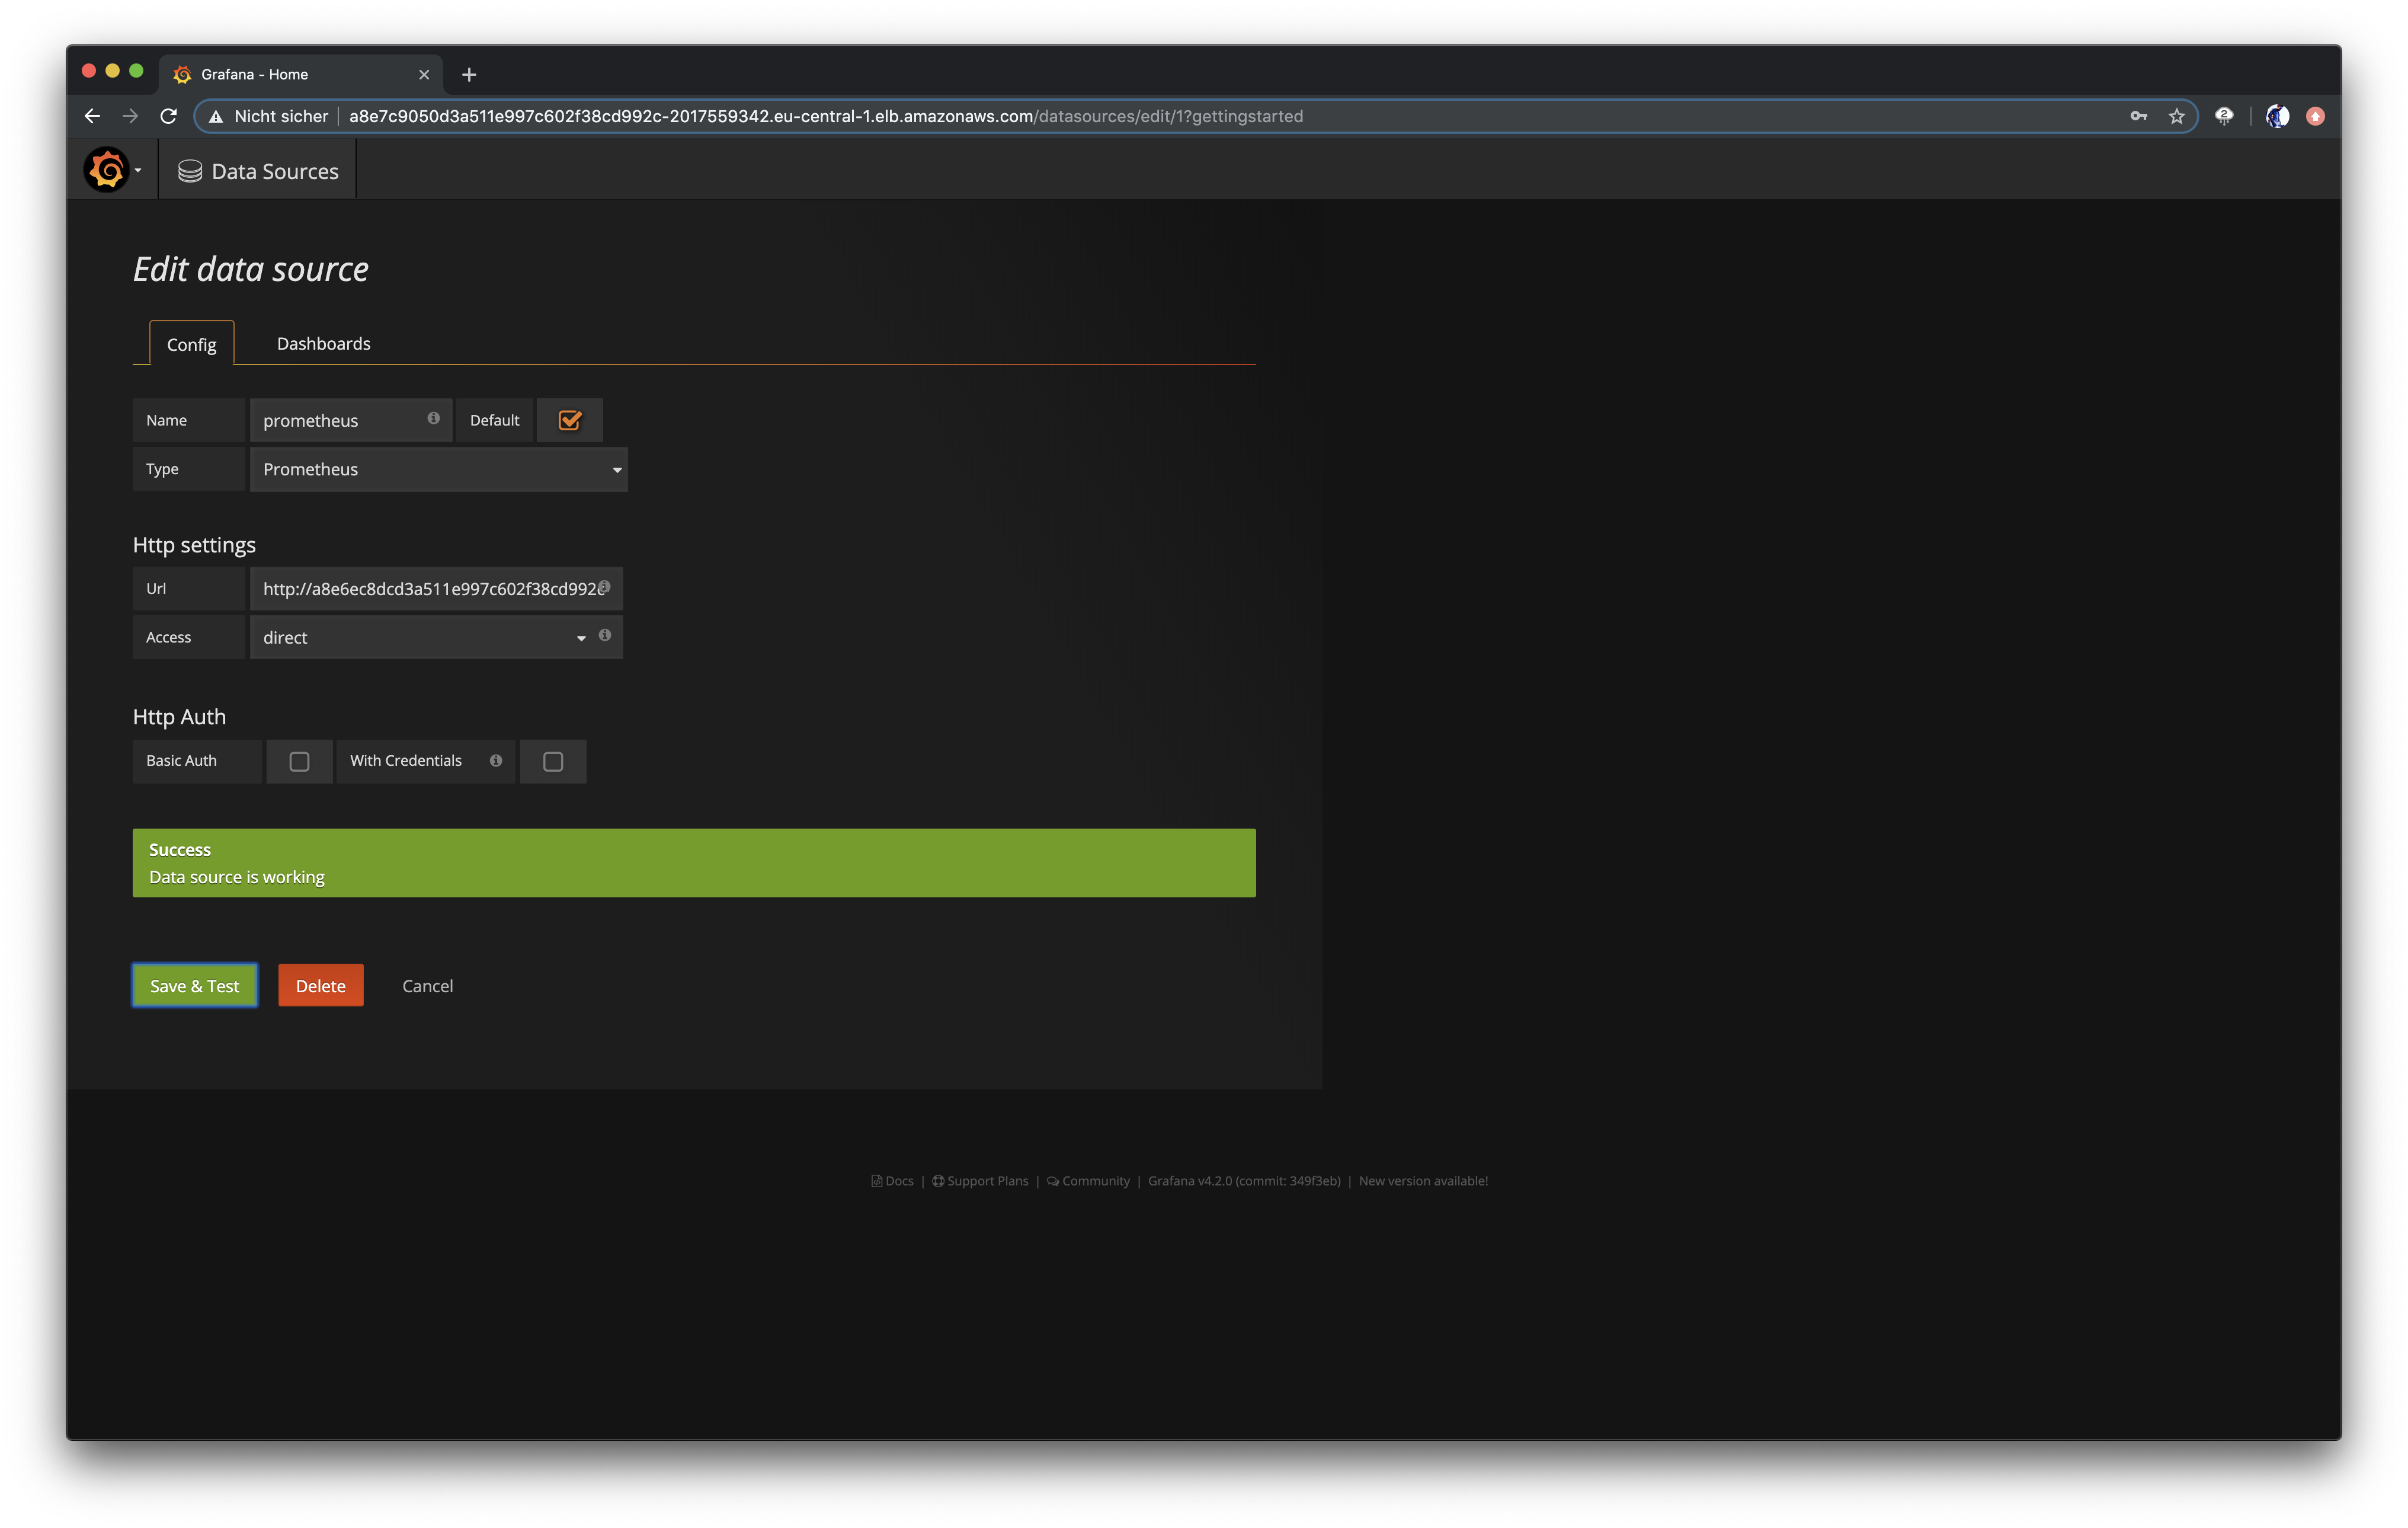 Grafana - Home
Nicht sicher | a8e7c9050d3a511e997c602f38cd992c-2017559342.eu-central-1.elb.amazonaws.com/datasources/edit/1?gettingstarted
Data Sources
Edit data source
Config Dashboards
Name prometheus Default
Type Prometheus
Http settings
Url http://a8e6ec8dcd3a511e997c602f38cd992
Access direct
Http Auth
Basic Auth With Credentials
Success
Data source is working
Save & Test Delete Cancel
Docs | Support Plans | Community | Grafana v4.2.0 (commit: 349f3eb) | New version available!